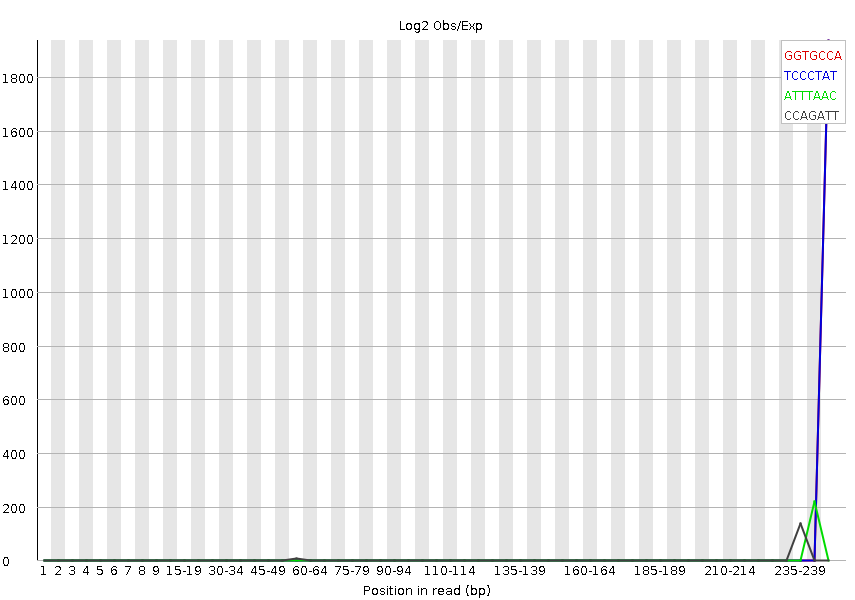 Log2 Obs/Exp
1800
1600
1400
1200
1000
800
600
400
200
0
GGTGCCA
TCCCTAT
ATTTAAC
CCAGATT
1 2 3 4 5 6 7 8 9 15-19 30-34 45-49 60-64 75-79 90-94 110-114 135-139 160-164 185-189 210-214 235-239
Position in read (bp)